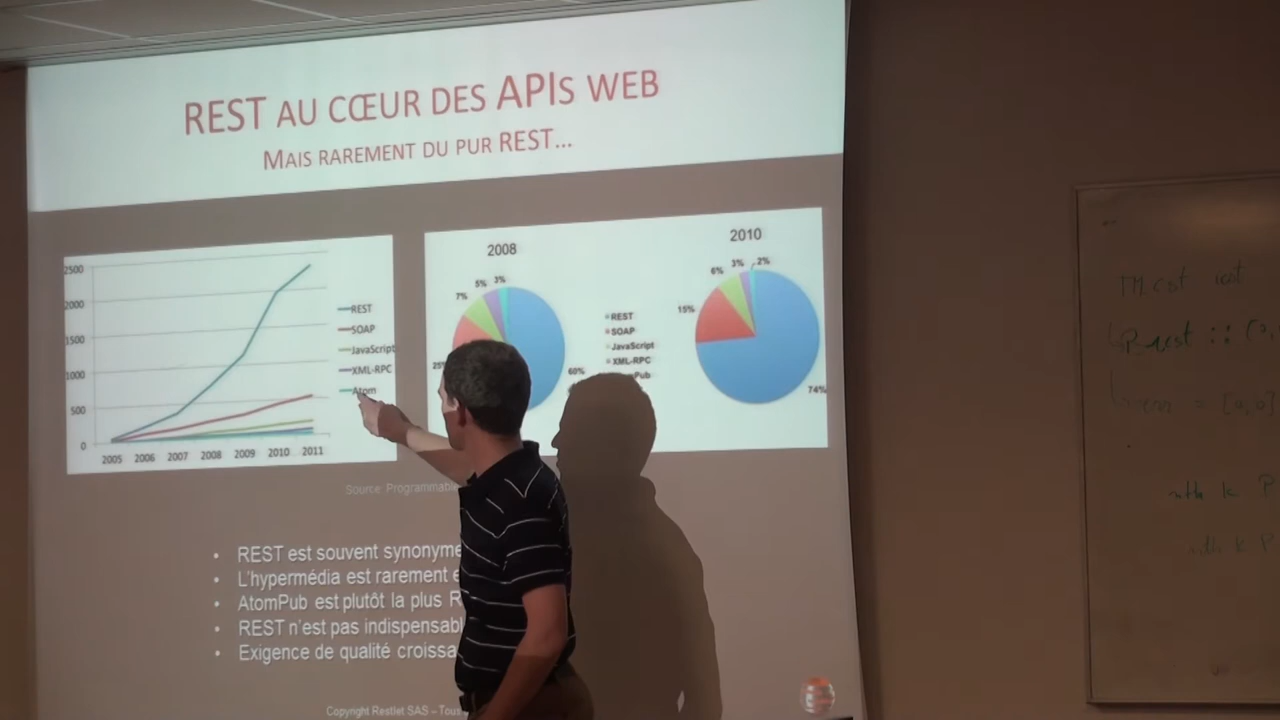 REST AU CŒUR DES APIS WEB
MAIS RAREMENT DU PUR REST...
2500
2000
1500
1000
500
0
2005 2006 2007 2008 2009 2010 2011
REST
SOAP
JavaScript
XML-RPC
Atom
2008
3%
5%
7%
25%
60%
REST
SOAP
JavaScript
XML-RPC
2010
2%
3%
6%
15%
74%
Source: Programmable
REST est souvent synonyme
L'hypermédia est rarement
AtomPub est plutôt la plus
REST n'est pas indispensabl
Exigence de qualité croissa
Copyright Restlet SAS – Tous